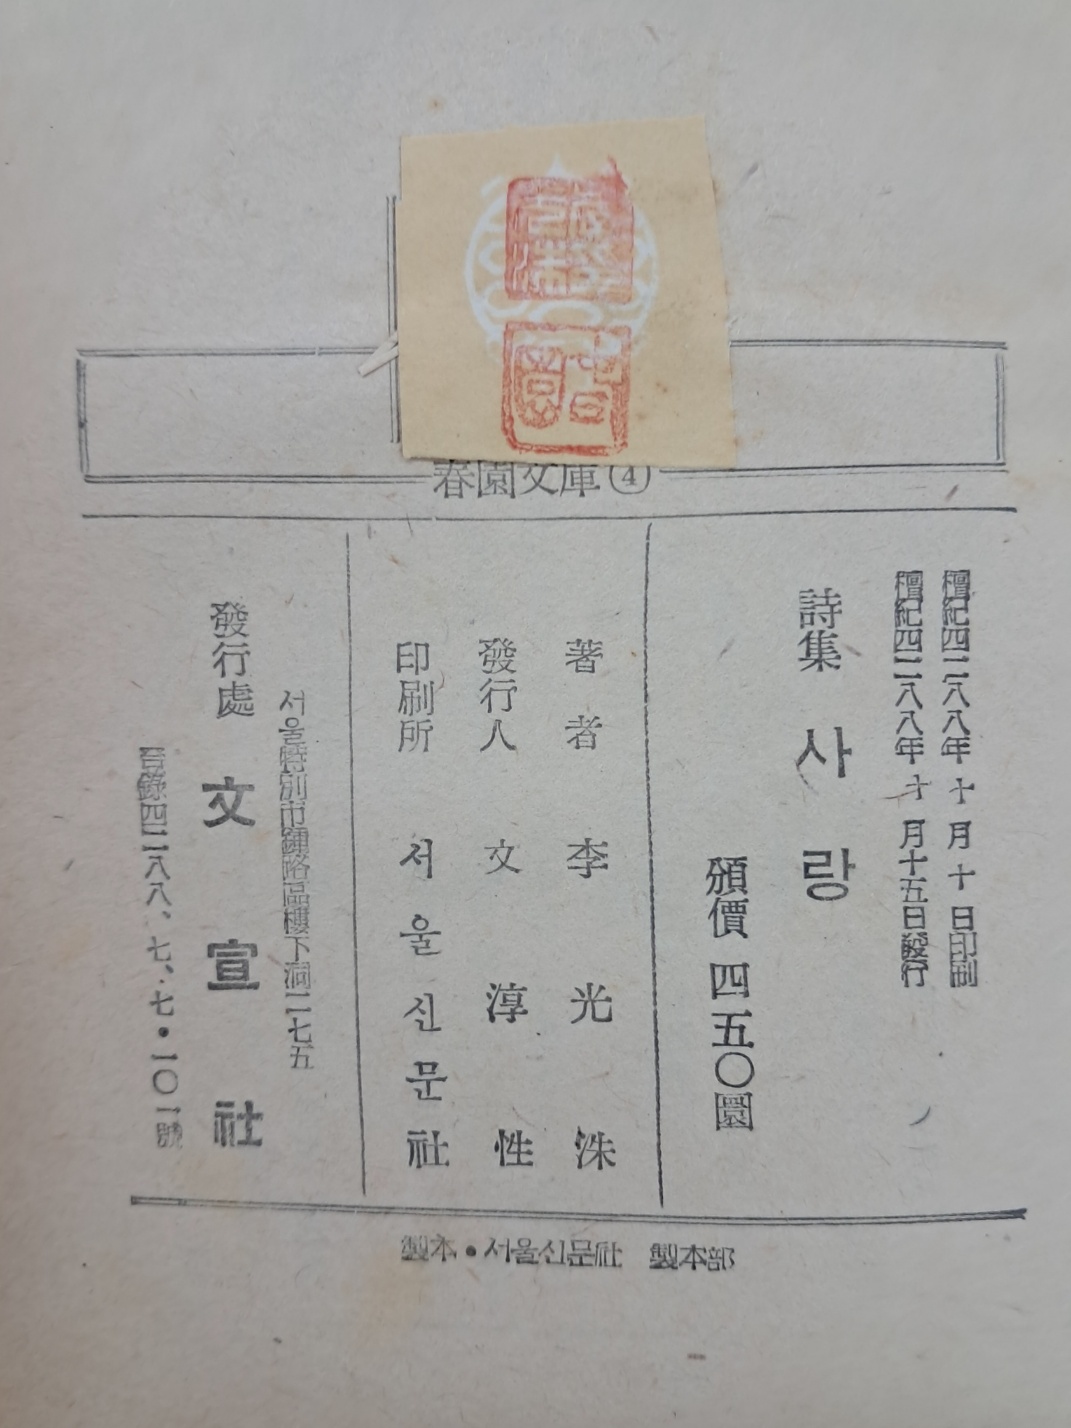 春園文庫④
檀紀四二八八年 十 月 十 日印刷
檀紀四二八八年 十 月十五日發行
詩集 사랑
頒價 四五〇圜
著者 李光洙
發行人 文淳性
印刷所 서울신문社
서울特別市鍾路區樓下洞二七五
發行處 文宣社
登錄四二八八、七、七・一〇一號
製本・서울신문社 製本部